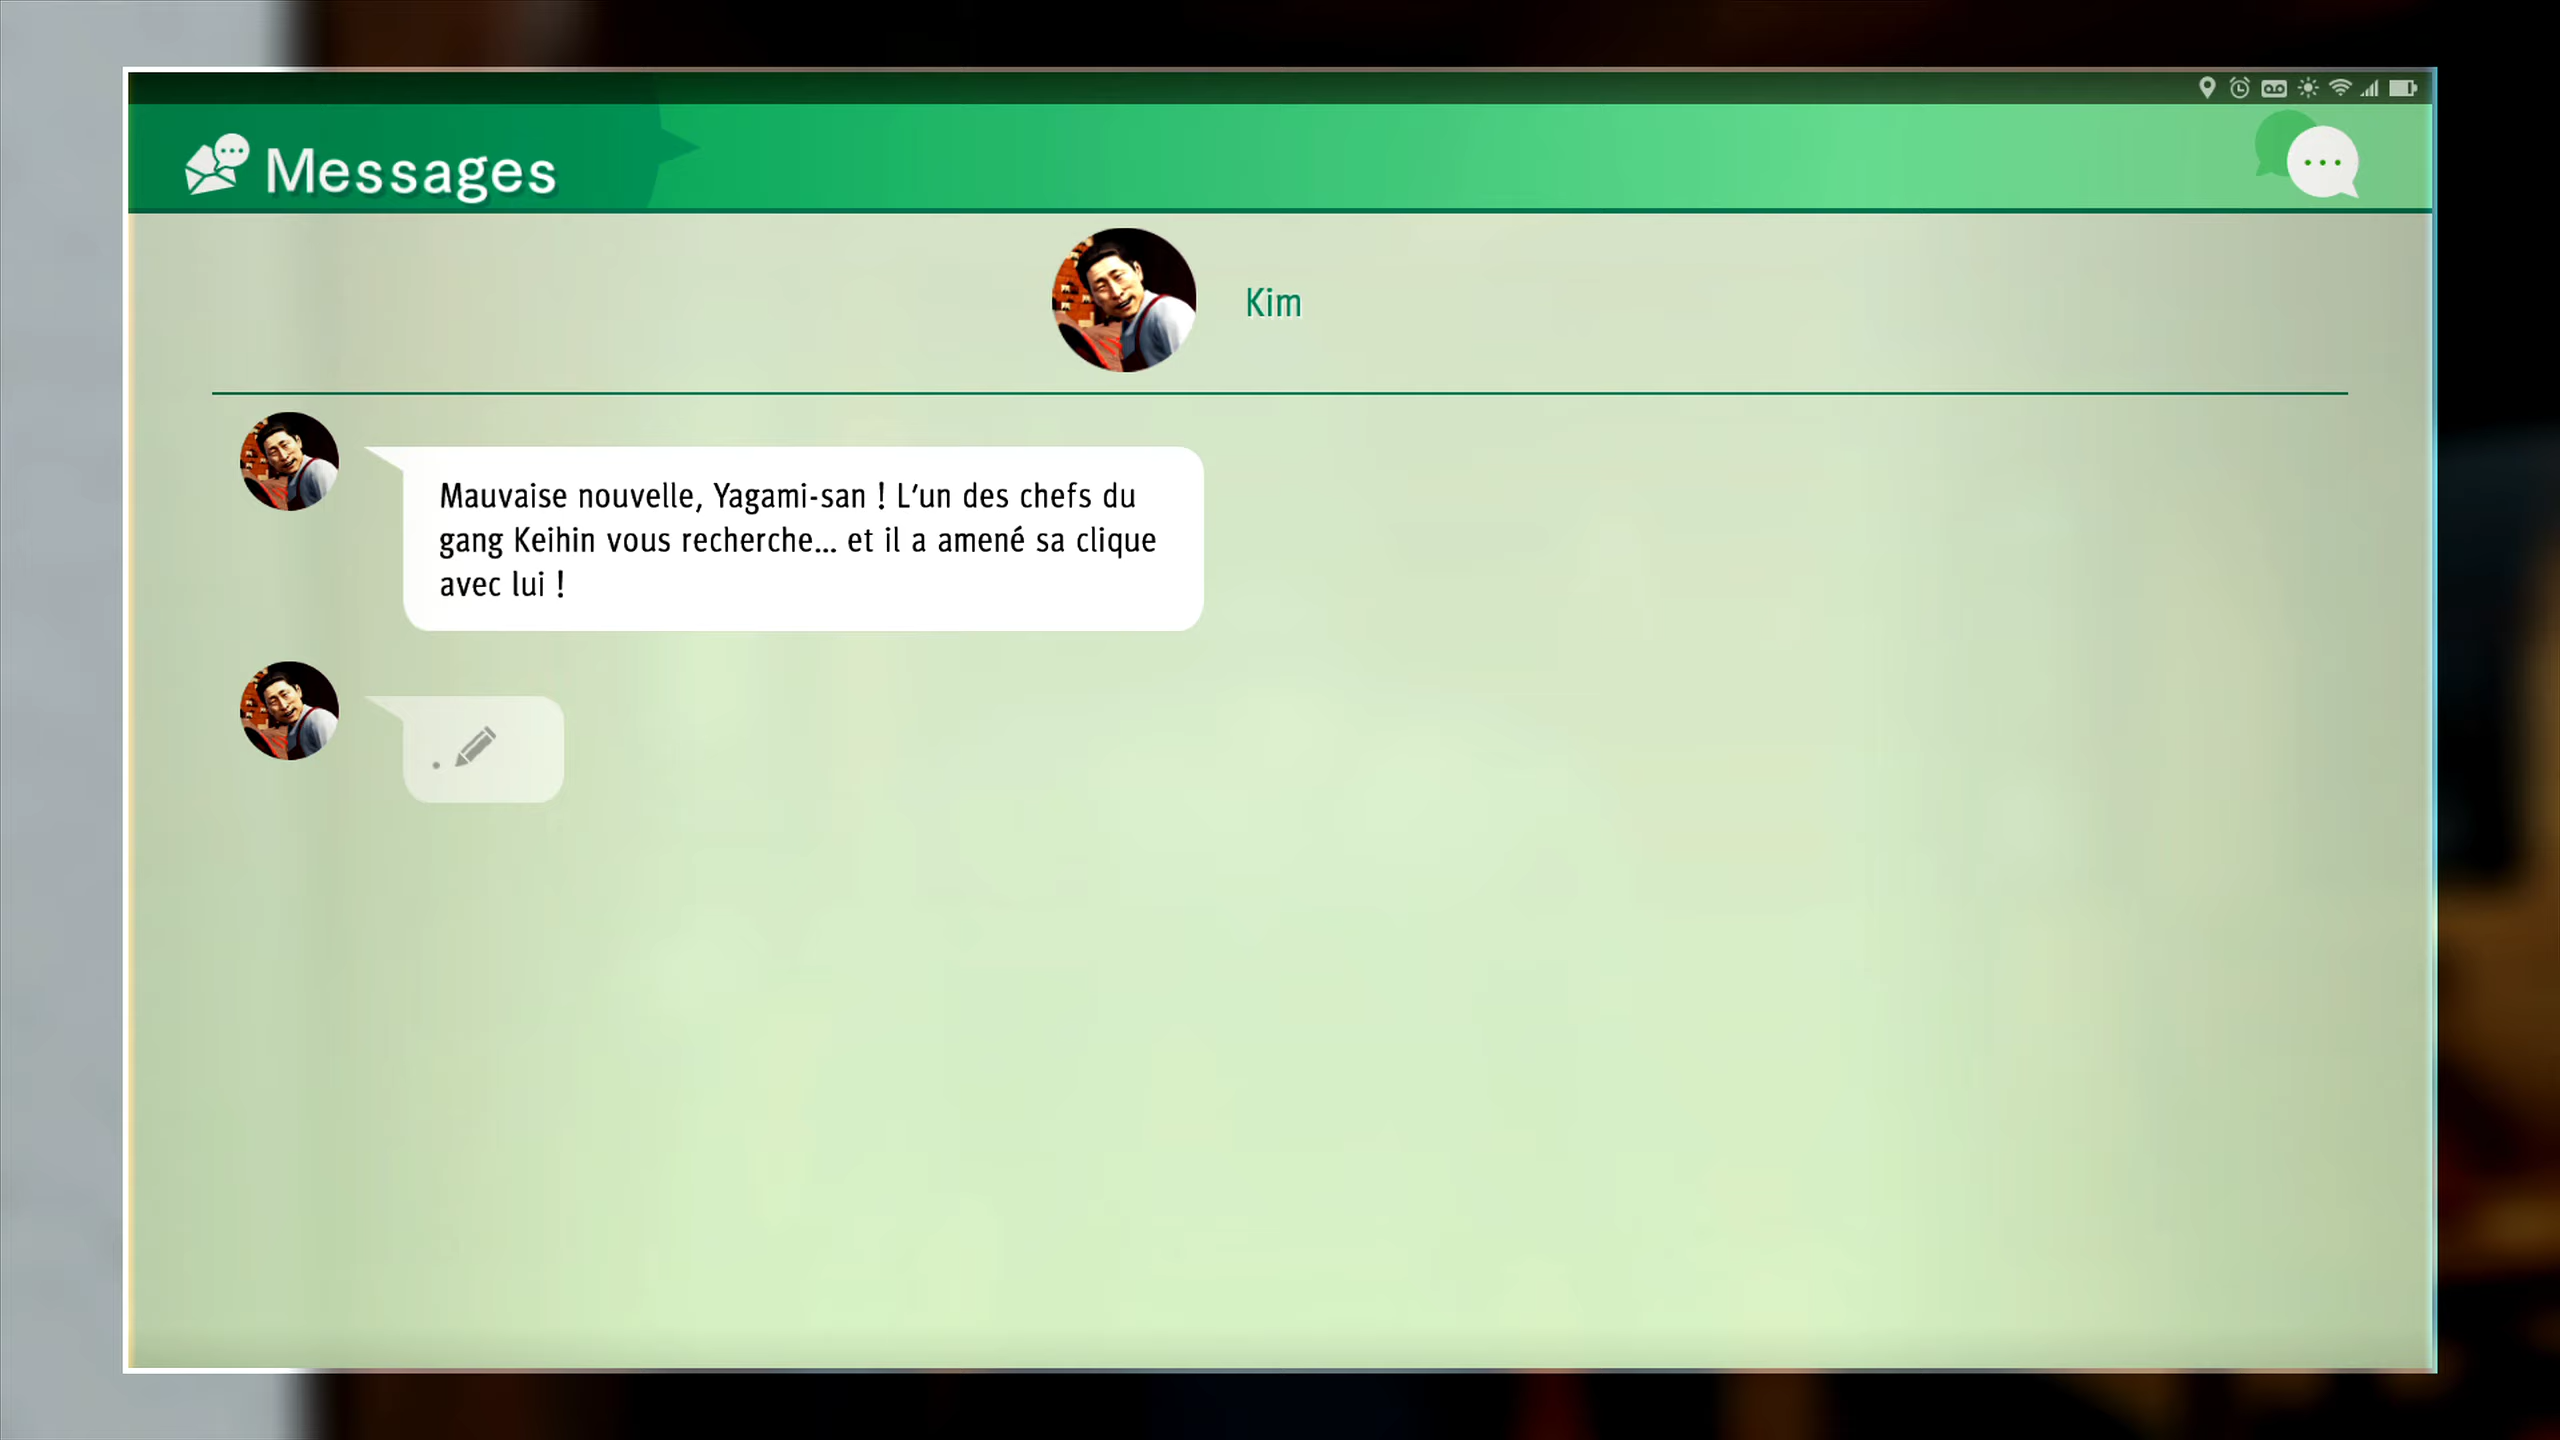 Messages
Kim
Mauvaise nouvelle, Yagami-san ! L'un des chefs du
gang Keihin vous recherche... et il a amené sa clique
avec lui !